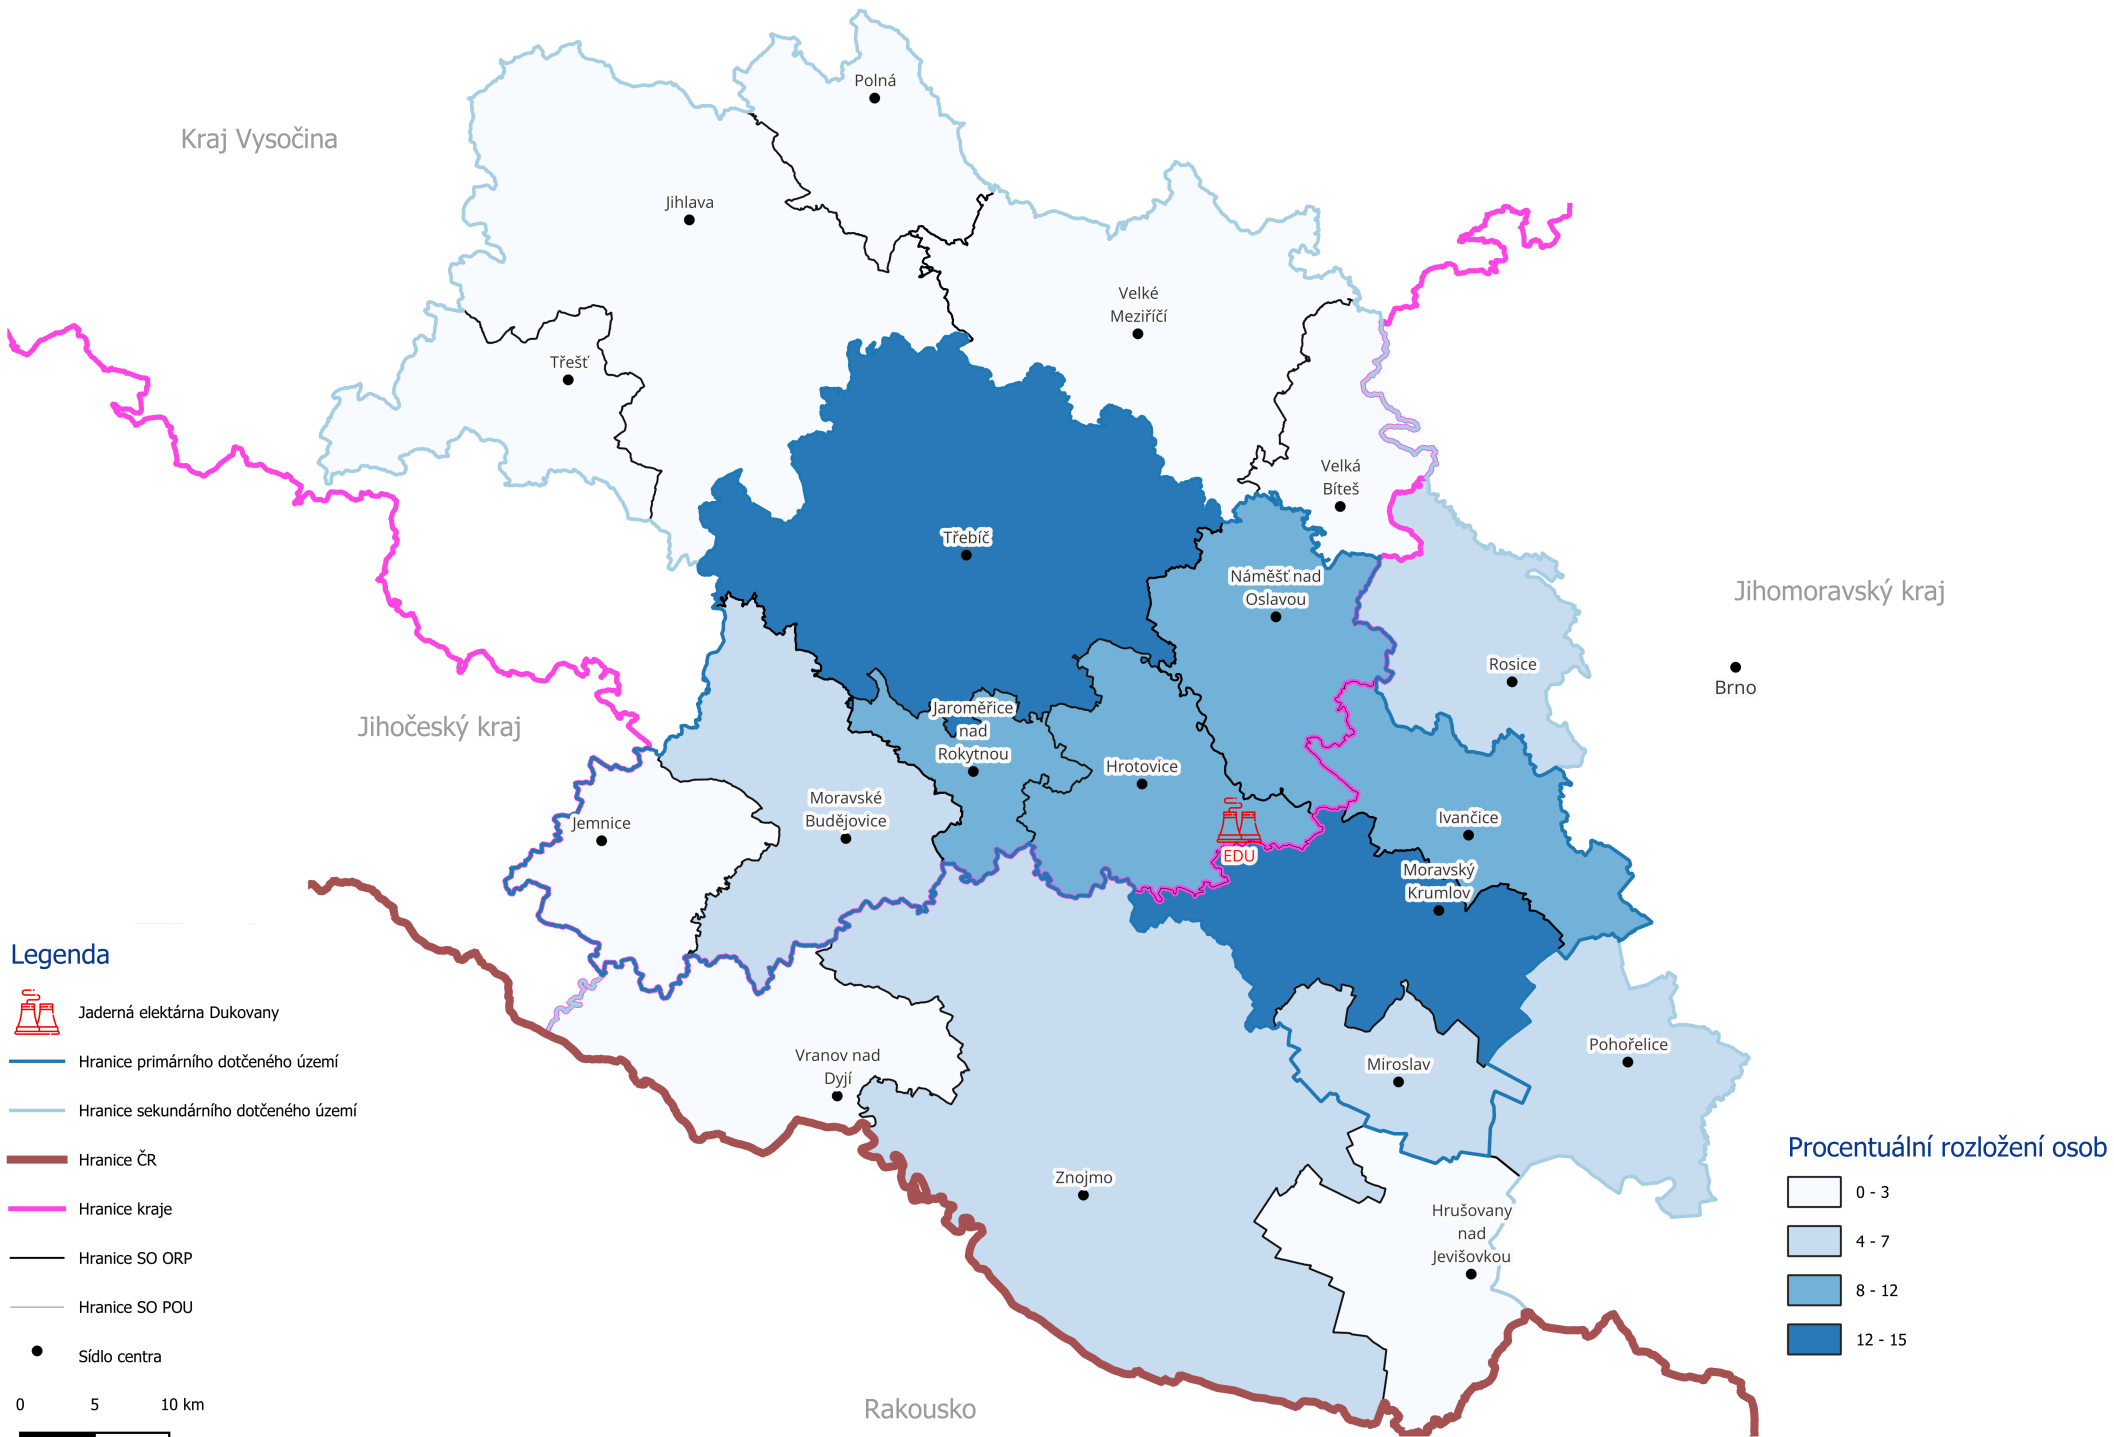 Polná
Kraj Vysočina
Jihlava
Velké
Meziříčí
Třešť
Velká
Bíteš
Třebíč
Náměšť nad
Oslavou
Jihomoravský kraj
Rosice
Brno
Jihočeský kraj
Jaroměřice
nad
Rokytnou
Hrotovice
Moravské
Budějovice
Jemnice
Ivančice
EDU
Moravský
Krumlov
Vranov nad
Dyjí
Miroslav
Pohořelice
Znojmo
Hrušovany
nad
Jevišovkou
Rakousko
Legenda
Jaderná elektárna Dukovany
Hranice primárního dotčeného území
Hranice sekundárního dotčeného území
Hranice ČR
Hranice kraje
Hranice SO ORP
Hranice SO POU
Sídlo centra
0 5 10 km
Procentuální rozložení osob
0 - 3
4 - 7
8 - 12
12 - 15